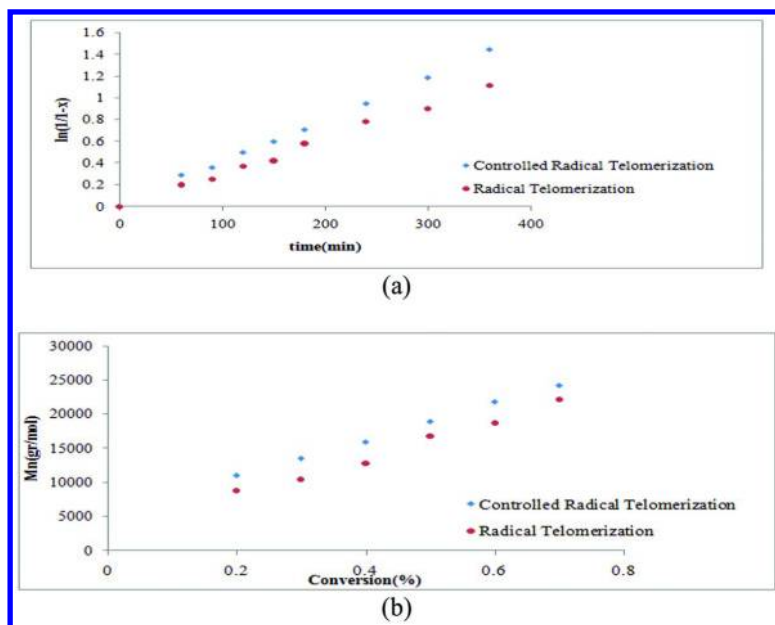 1.6
1.4
1.2
1
0.8
0.6
0.4
0.2
0
ln(1/1-x)
Controlled Radical Telomerization
Radical Telomerization
0 100 200 300 400
time(min)
(a)
30000
25000
20000
15000
10000
5000
0
Mn(gr/mol)
Controlled Radical Telomerization
Radical Telomerization
0 0.2 0.4 0.6 0.8
Conversion(%)
(b)